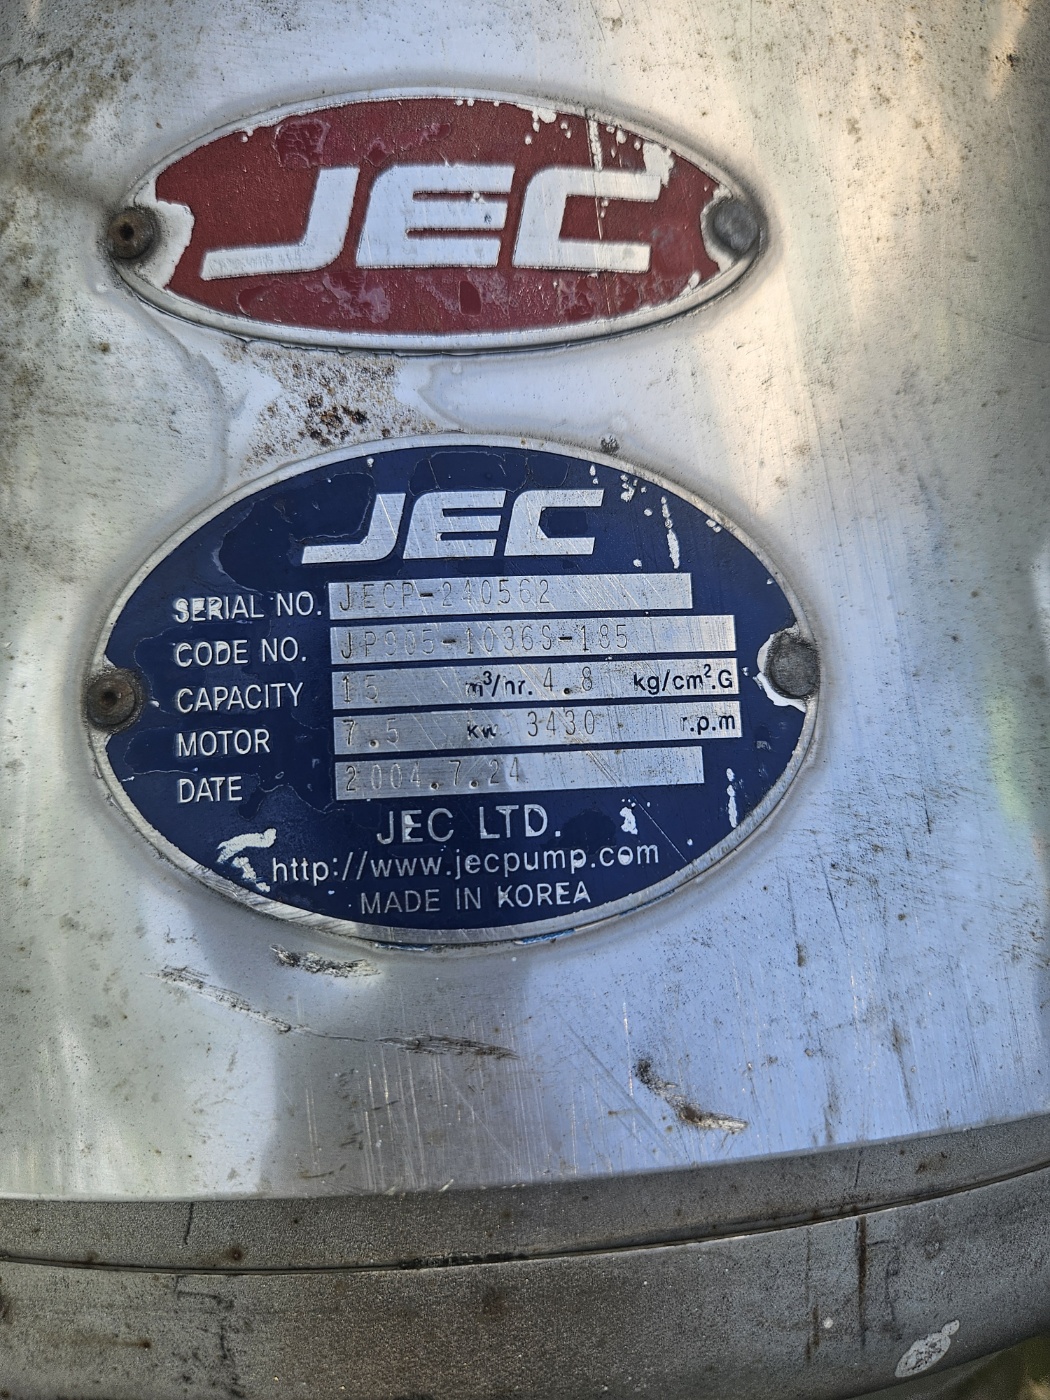 JEC
JEC
SERIAL NO. JECP-240562
CODE NO. JPS05-1036S-185
CAPACITY 15 m³/hr. 4.8 kg/cm².G
MOTOR 7.5 kw 3430 r.p.m
DATE 2004.7.24
JEC LTD.
http://www.jecpump.com
MADE IN KOREA